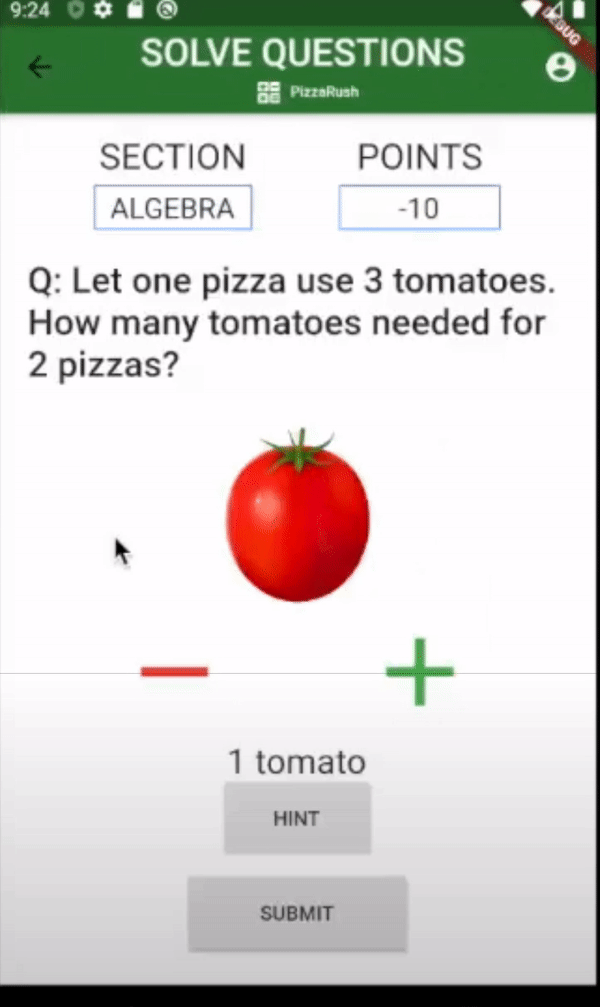 9:24
DEBUG
SOLVE QUESTIONS
PizzaRush
SECTION POINTS
ALGEBRA -10
Q: Let one pizza use 3 tomatoes.
How many tomatoes needed for
2 pizzas?
1 tomato
HINT
SUBMIT